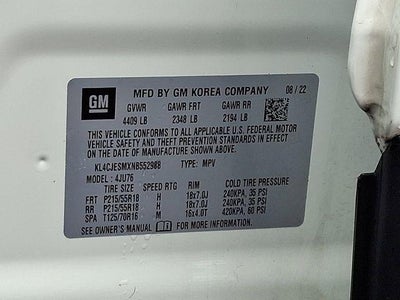 GM
MFD BY GM KOREA COMPANY 08 / 22
GVWR GAWR FRT GAWR RR
4409 LB 2348 LB 2194 LB
THIS VEHICLE CONFORMS TO ALL APPLICABLE U.S. FEDERAL MOTOR
VEHICLE SAFETY AND THEFT PREVENTION STANDARDS IN EFFECT
ON THE DATE OF MANUFACTURE SHOWN ABOVE.
KL4CJESMXNB552988 TYPE: MPV
MODEL: 4JU76
TIRE SIZE SPEED RTG RIM COLD TIRE PRESSURE
FRT P215/55R18 H 18x7.0J 240KPA, 35 PSI
RR P215/55R18 H 18x7.0J 240KPA, 35 PSI
SPA T125/70R16 M 16x4.0T 420KPA, 60 PSI
SEE OWNER'S MANUAL FOR MORE INFORMATION.